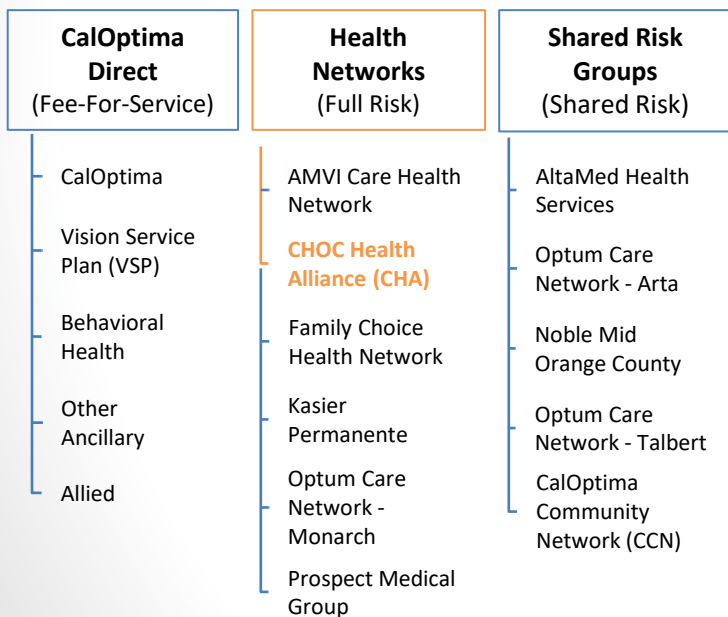 CalOptima
Direct
(Fee-For-Service)
CalOptima
Vision Service
Plan (VSP)
Behavioral
Health
Other
Ancillary
Allied
Health
Networks
(Full Risk)
AMVI Care Health
Network
CHOC Health
Alliance (CHA)
Family Choice
Health Network
Kasier
Permanente
Optum Care
Network -
Monarch
Prospect Medical
Group
Shared Risk
Groups
(Shared Risk)
AltaMed Health
Services
Optum Care
Network - Arta
Noble Mid
Orange County
Optum Care
Network - Talbert
CalOptima
Community
Network (CCN)